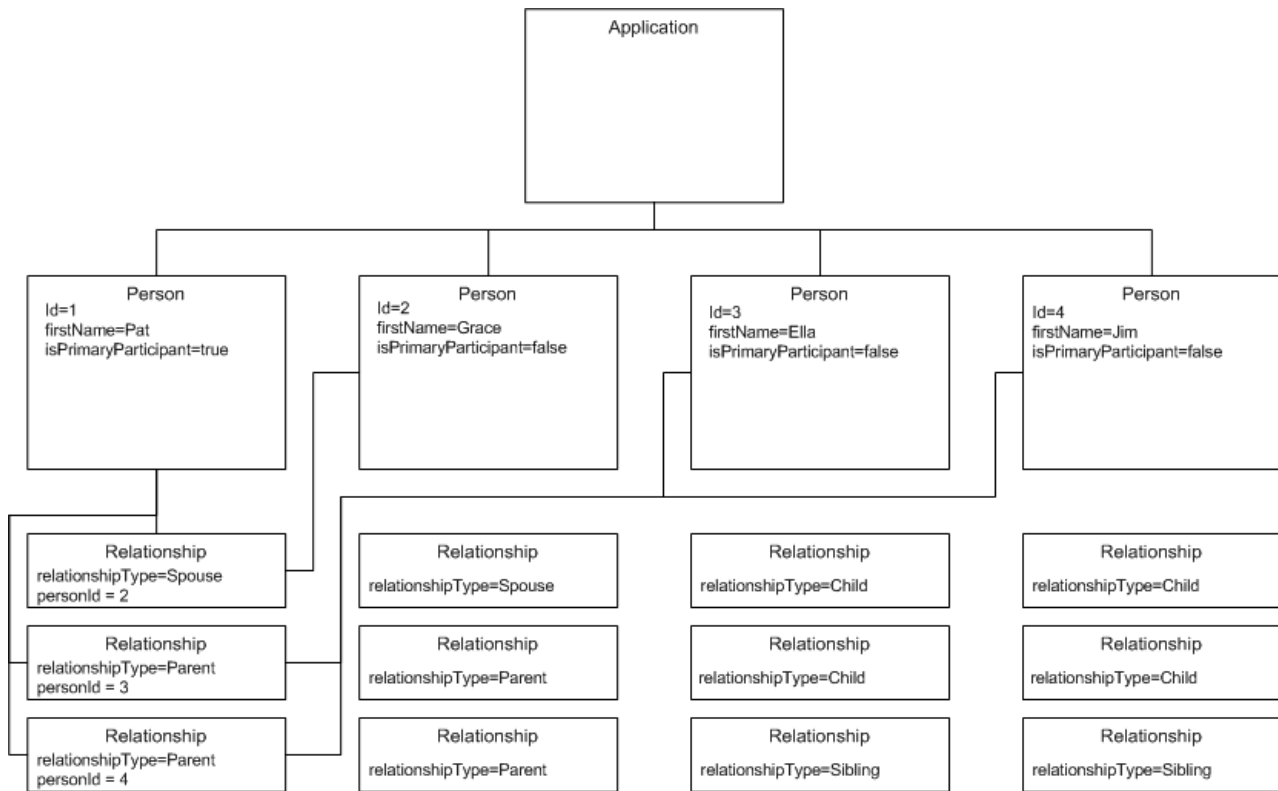 Application
Person
Id=1
firstName=Pat
isPrimaryParticipant=true
Person
Id=2
firstName=Grace
isPrimaryParticipant=false
Person
Id=3
firstName=Ella
isPrimaryParticipant=false
Person
Id=4
firstName=Jim
isPrimaryParticipant=false
Relationship
relationshipType=Spouse
personId = 2
Relationship
relationshipType=Spouse
Relationship
relationshipType=Child
Relationship
relationshipType=Child
Relationship
relationshipType=Parent
personId = 3
Relationship
relationshipType=Parent
Relationship
relationshipType=Child
Relationship
relationshipType=Child
Relationship
relationshipType=Parent
personId = 4
Relationship
relationshipType=Parent
Relationship
relationshipType=Sibling
Relationship
relationshipType=Sibling